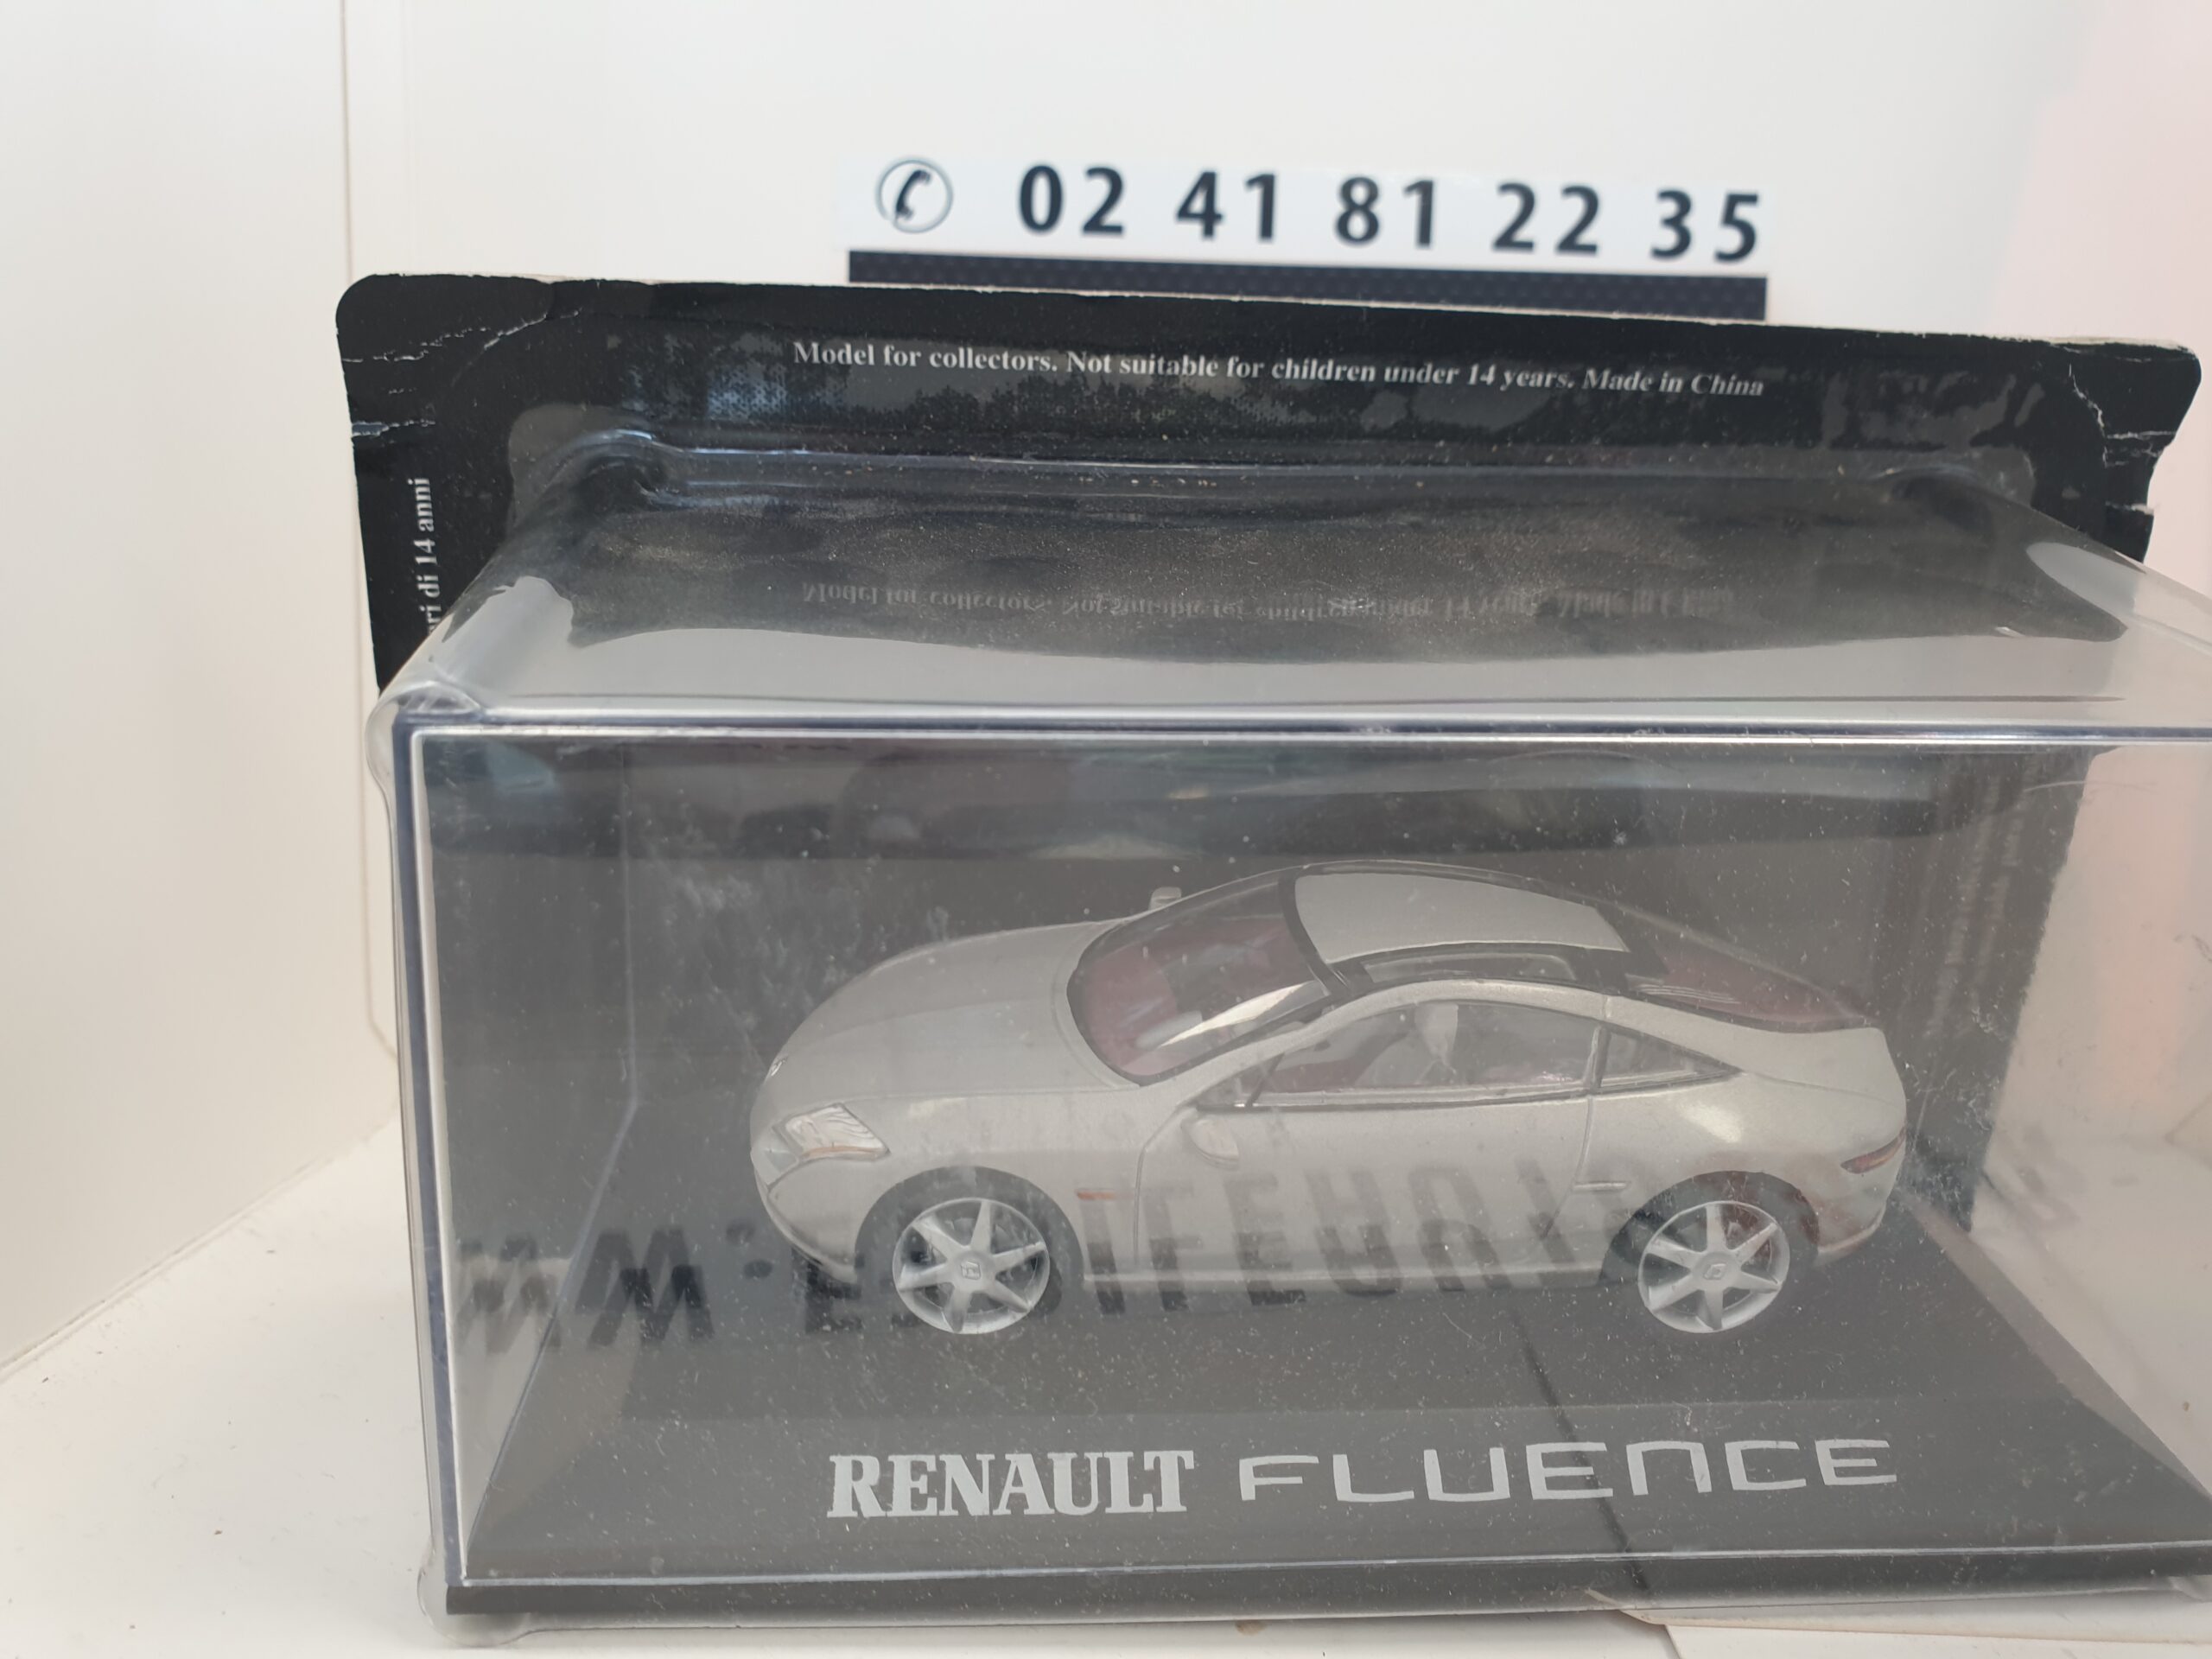 02 41 81 22 35
Model for collectors. Not suitable for children under 14 years. Made in China
di 14 anni
RENAULT FLUENCE